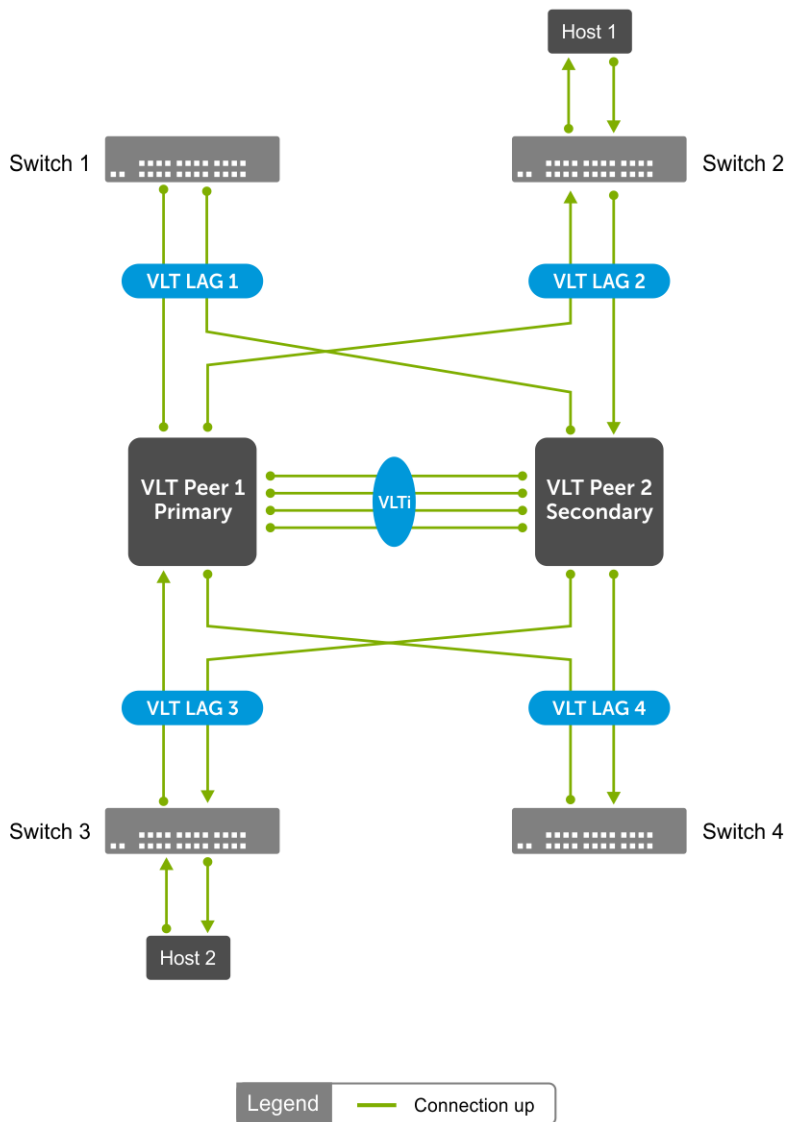 Host 1
Switch 1
Switch 2
VLT LAG 1
VLT LAG 2
VLT Peer 1
Primary
VLTi
VLT Peer 2
Secondary
VLT LAG 3
VLT LAG 4
Switch 3
Switch 4
Host 2
Legend
Connection up